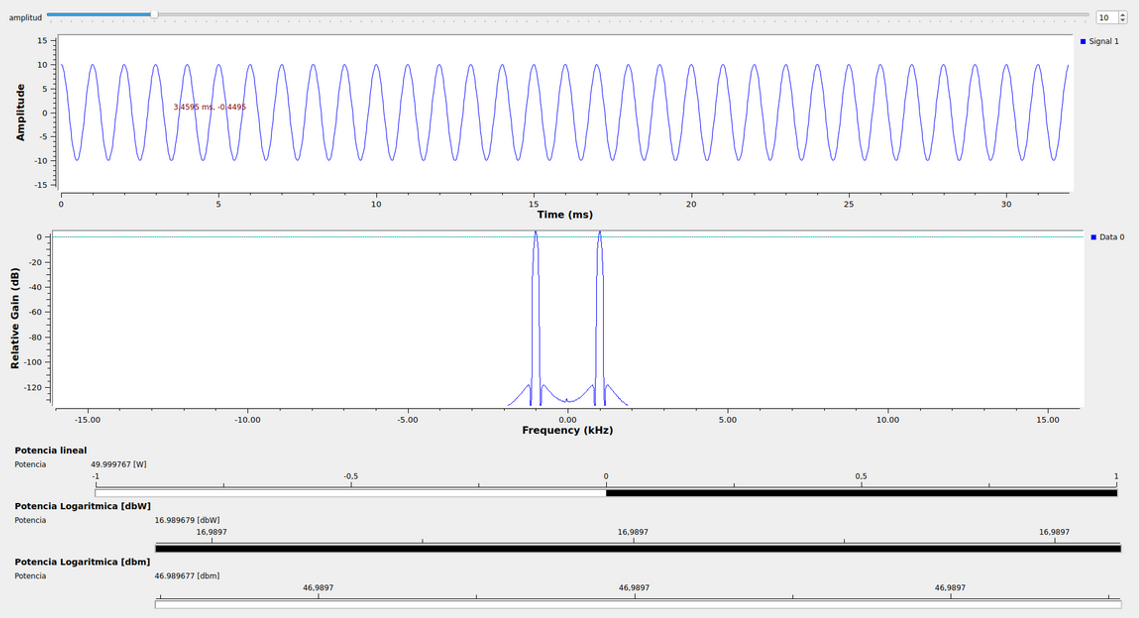 amplitud 10
15
10
5
0
-5
-10
-15
Amplitude
3.4595 ms, -0.4495
Signal 1
0 5 10 15 20 25 30
Time (ms)
0
-20
-40
-60
-80
-100
-120
Relative Gain (dB)
Data 0
-15.00 -10.00 -5.00 0.00 5.00 10.00 15.00
Frequency (kHz)
Potencia lineal
Potencia 49.999767 [W]
-1 -0,5 0 0,5 1
Potencia Logaritmica [dbW]
Potencia 16.989679 [dbW]
16,9897 16,9897 16,9897
Potencia Logaritmica [dbm]
Potencia 46.989677 [dbm]
46,9897 46,9897 46,9897